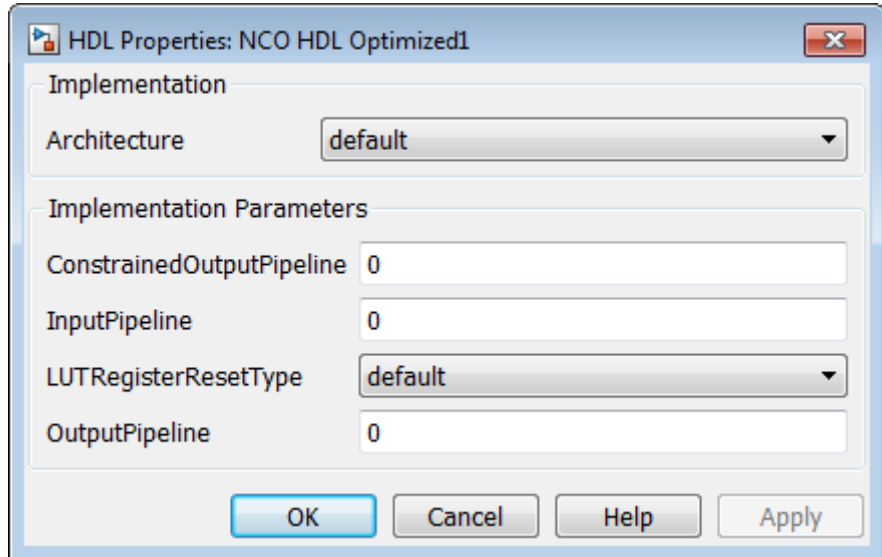 HDL Properties: NCO HDL Optimized1
Implementation
Architecture default
Implementation Parameters
ConstrainedOutputPipeline 0
InputPipeline 0
LUTRegisterResetType default
OutputPipeline 0
OK Cancel Help Apply